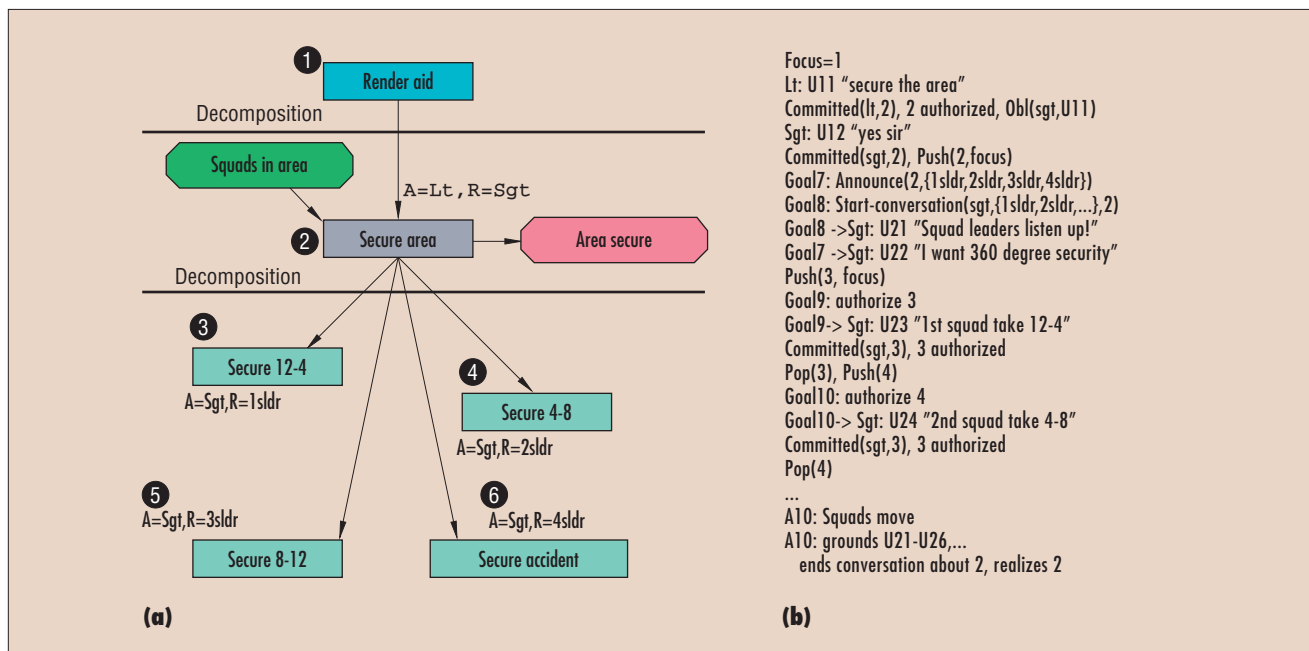 1
Render aid
Decomposition
Squads in area
A=Lt,R=Sgt
2
Secure area
Area secure
Decomposition
3
Secure 12-4
A=Sgt,R=1sldr
4
Secure 4-8
A=Sgt,R=2sldr
5
A=Sgt,R=3sldr
Secure 8-12
6
A=Sgt,R=4sldr
Secure accident
(a)
Focus=1
Lt: U11 “secure the area”
Committed(lt,2), 2 authorized, Obl(sgt,U11)
Sgt: U12 “yes sir”
Committed(sgt,2), Push(2,focus)
Goal7: Announce(2,{1sldr,2sldr,3sldr,4sldr})
Goal8: Start-conversation(sgt,{1sldr,2sldr,...},2)
Goal8 ->Sgt: U21 ”Squad leaders listen up!”
Goal7 ->Sgt: U22 ”I want 360 degree security”
Push(3, focus)
Goal9: authorize 3
Goal9-> Sgt: U23 ”1st squad take 12-4”
Committed(sgt,3), 3 authorized
Pop(3), Push(4)
Goal10: authorize 4
Goal10-> Sgt: U24 ”2nd squad take 4-8”
Committed(sgt,3), 3 authorized
Pop(4)
...
A10: Squads move
A10: grounds U21-U26,...
ends conversation about 2, realizes 2
(b)